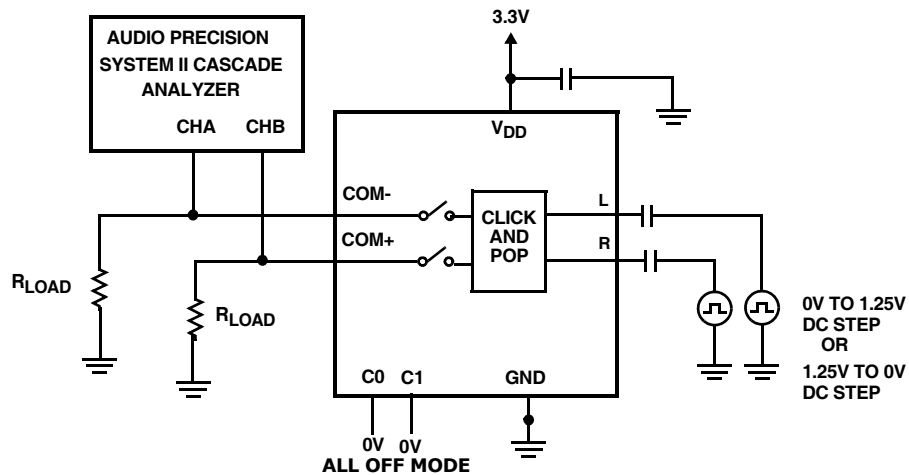 3.3V
AUDIO PRECISION
SYSTEM II CASCADE
ANALYZER
CHA CHB
VDD
COM-
COM+
CLICK
AND
POP
L
R
RLOAD
RLOAD
0V TO 1.25V
DC STEP
OR
1.25V TO 0V
DC STEP
C0 C1 GND
0V 0V
ALL OFF MODE